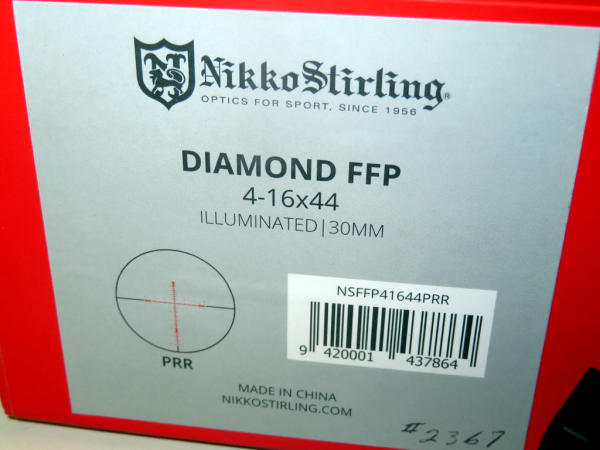 NikkoStirling®
OPTICS FOR SPORT, SINCE 1956
DIAMOND FFP
4-16x44
ILLUMINATED|30MM
PRR
NSFFP41644PRR
9 420001 437864
MADE IN CHINA
NIKKOSTIRLING.COM
#2367